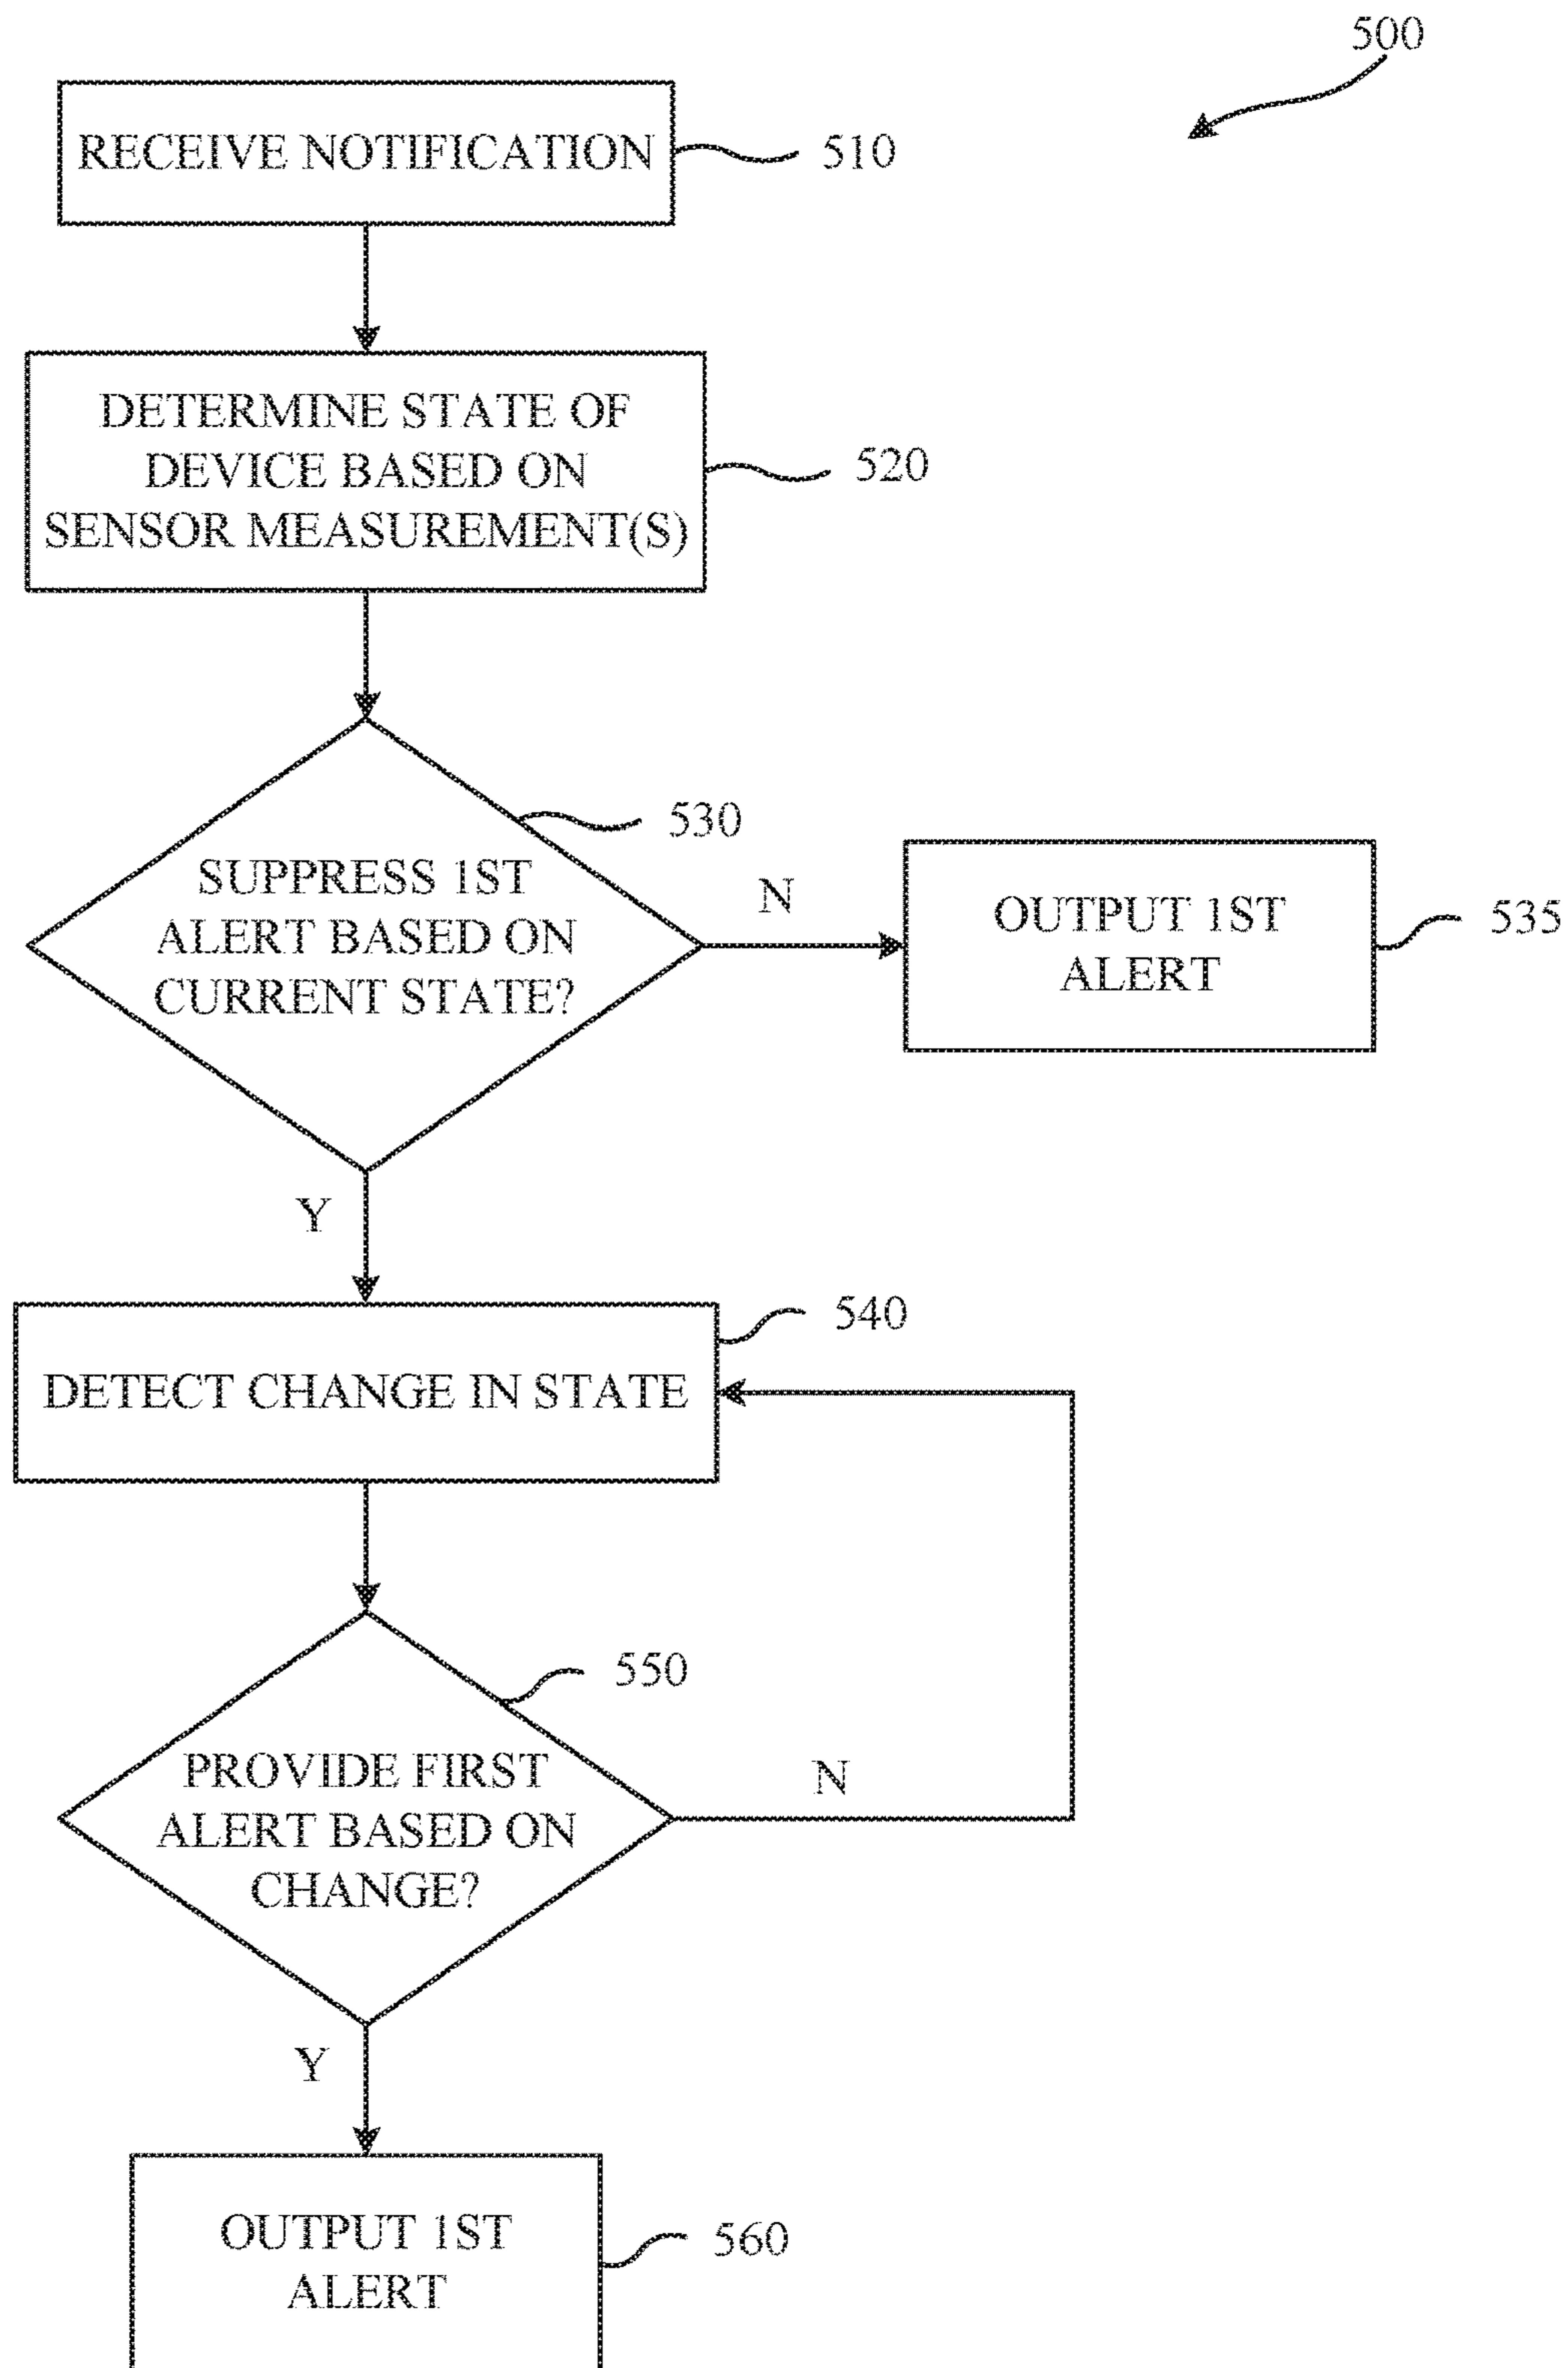 500
RECEIVE NOTIFICATION
510
DETERMINE STATE OF
DEVICE BASED ON
SENSOR MEASUREMENT(S)
520
530
SUPPRESS 1ST
ALERT BASED ON
CURRENT STATE?
N
OUTPUT 1ST
ALERT
535
Y
540
DETECT CHANGE IN STATE
550
PROVIDE FIRST
ALERT BASED ON
CHANGE?
N
Y
OUTPUT 1ST
ALERT
560